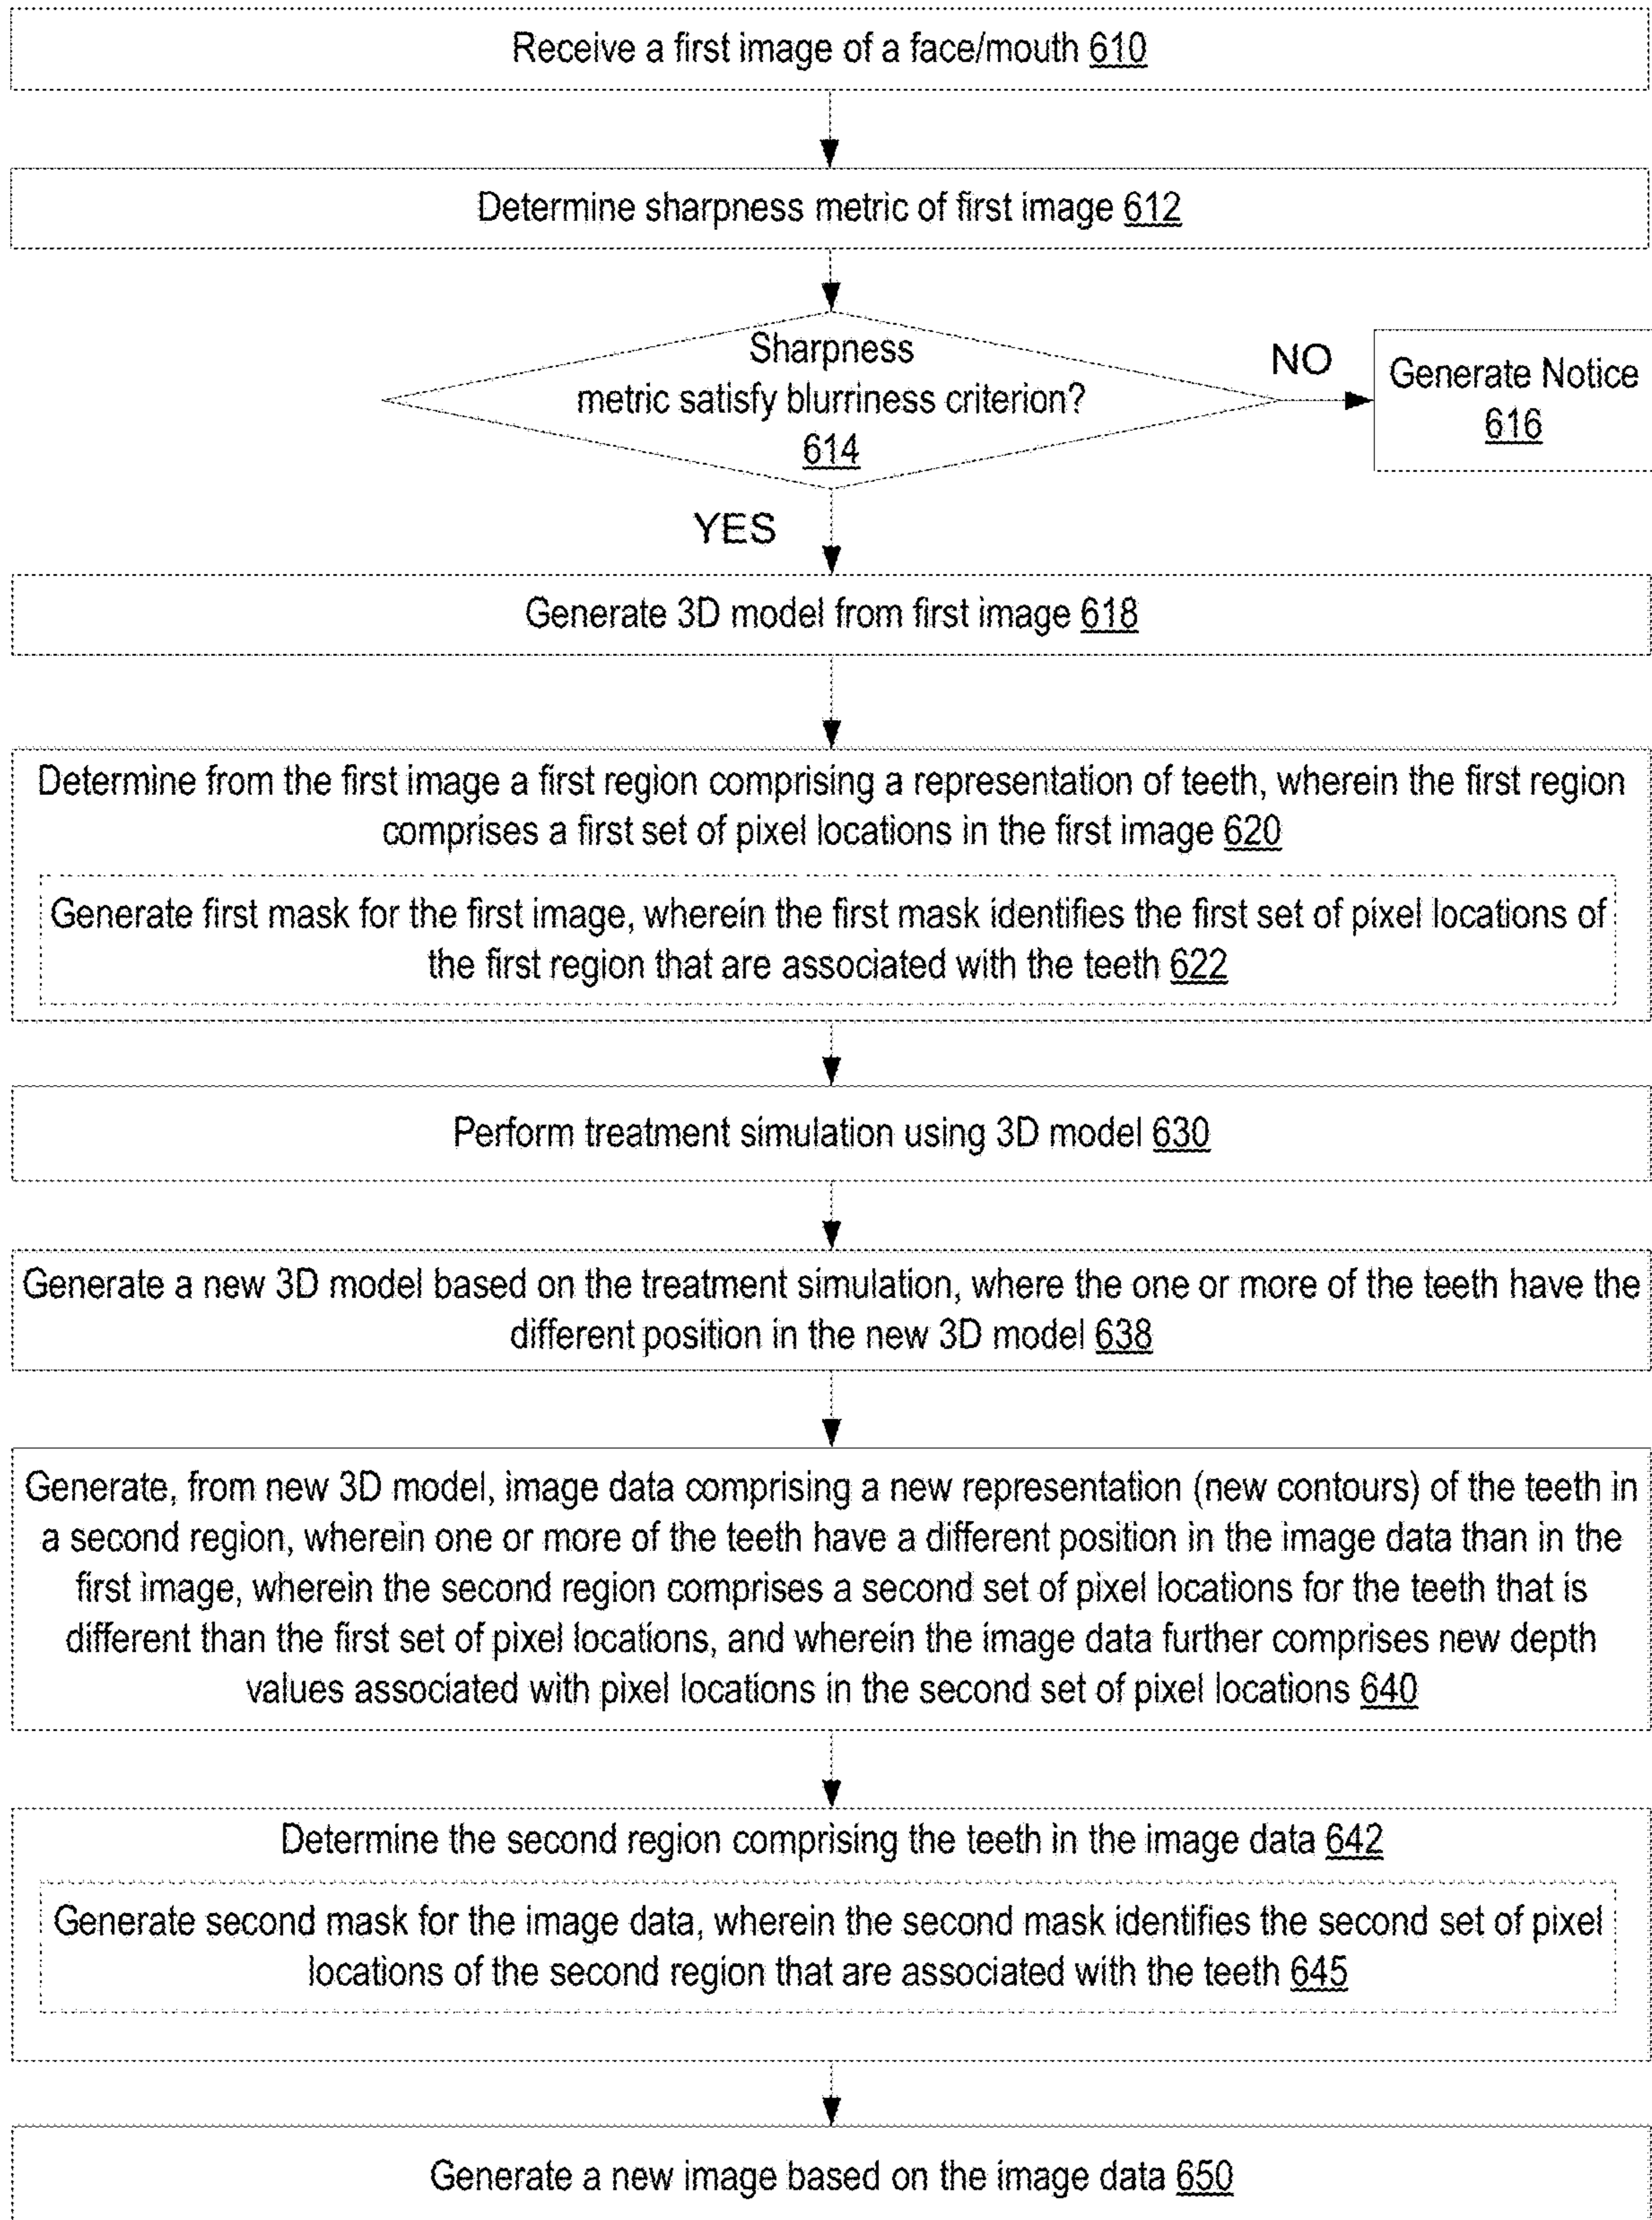 Receive a first image of a face/mouth 610
Determine sharpness metric of first image 612
Sharpness
metric satisfy blurriness criterion?
614
NO
Generate Notice
616
YES
Generate 3D model from first image 618
Determine from the first image a first region comprising a representation of teeth, wherein the first region
comprises a first set of pixel locations in the first image 620
Generate first mask for the first image, wherein the first mask identifies the first set of pixel locations of
the first region that are associated with the teeth 622
Perform treatment simulation using 3D model 630
Generate a new 3D model based on the treatment simulation, where the one or more of the teeth have the
different position in the new 3D model 638
Generate, from new 3D model, image data comprising a new representation (new contours) of the teeth in
a second region, wherein one or more of the teeth have a different position in the image data than in the
first image, wherein the second region comprises a second set of pixel locations for the teeth that is
different than the first set of pixel locations, and wherein the image data further comprises new depth
values associated with pixel locations in the second set of pixel locations 640
Determine the second region comprising the teeth in the image data 642
Generate second mask for the image data, wherein the second mask identifies the second set of pixel
locations of the second region that are associated with the teeth 645
Generate a new image based on the image data 650